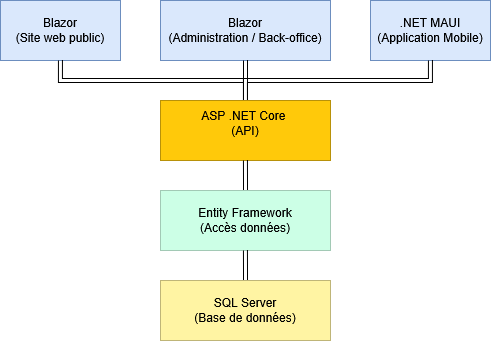 Blazor
(Site web public)
Blazor
(Administration / Back-office)
.NET MAUI
(Application Mobile)
ASP .NET Core
(API)
Entity Framework
(Accès données)
SQL Server
(Base de données)